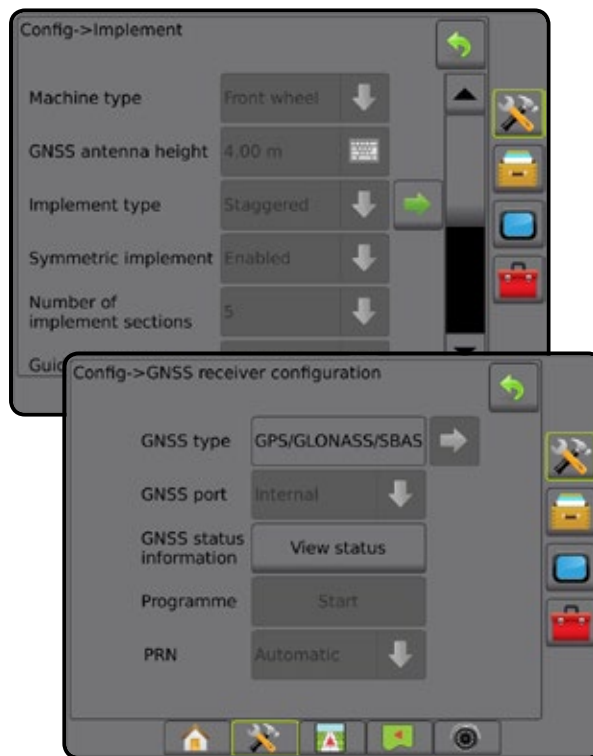 Config->Implement
Machine type Front wheel
GNSS antenna height 4.00 m
Implement type Staggered
Symmetric implement Enabled
Number of
implement sections 5
Config->GNSS receiver configuration
GNSS type GPS/GLONASS/SBAS
GNSS port Internal
GNSS status
information View status
Programme Start
PRN Automatic